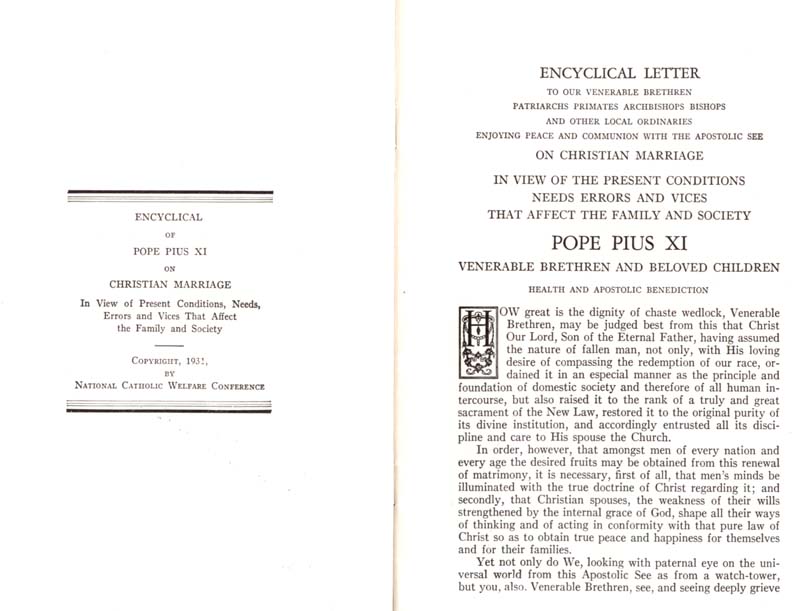 ENCYCLICAL
OF
POPE PIUS XI
ON
CHRISTIAN MARRIAGE
In View of Present Conditions, Needs,
Errors and Vices That Affect
the Family and Society
COPYRIGHT, 1931,
BY
NATIONAL CATHOLIC WELFARE CONFERENCE
ENCYCLICAL LETTER
TO OUR VENERABLE BRETHREN
PATRIARCHS PRIMATES ARCHBISHOPS BISHOPS
AND OTHER LOCAL ORDINARIES
ENJOYING PEACE AND COMMUNION WITH THE APOSTOLIC SEE
ON CHRISTIAN MARRIAGE
IN VIEW OF THE PRESENT CONDITIONS
NEEDS ERRORS AND VICES
THAT AFFECT THE FAMILY AND SOCIETY
POPE PIUS XI
VENERABLE BRETHREN AND BELOVED CHILDREN
HEALTH AND APOSTOLIC BENEDICTION
HOW great is the dignity of chaste wedlock, Venerable
Brethren, may be judged best from this that Christ
Our Lord, Son of the Eternal Father, having assumed
the nature of fallen man, not only, with His loving
desire of compassing the redemption of our race, or-
dained it in an especial manner as the principle and
foundation of domestic society and therefore of all human in-
tercourse, but also raised it to the rank of a truly and great
sacrament of the New Law, restored it to the original purity of
its divine institution, and accordingly entrusted all its disci-
pline and care to His spouse the Church.
In order, however, that amongst men of every nation and
every age the desired fruits may be obtained from this renewal
of matrimony, it is necessary, first of all, that men's minds be
illuminated with the true doctrine of Christ regarding it; and
secondly, that Christian spouses, the weakness of their wills
strengthened by the internal grace of God, shape all their ways
of thinking and of acting in conformity with that pure law of
Christ so as to obtain true peace and happiness for themselves
and for their families.
Yet not only do We, looking with paternal eye on the uni-
versal world from this Apostolic See as from a watch-tower,
but you, also. Venerable Brethren, see, and seeing deeply grieve